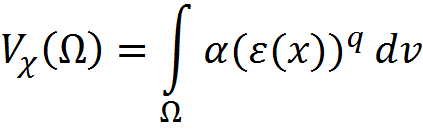 V_χ(Ω) = ∫_Ω α(ε(x))^q dv